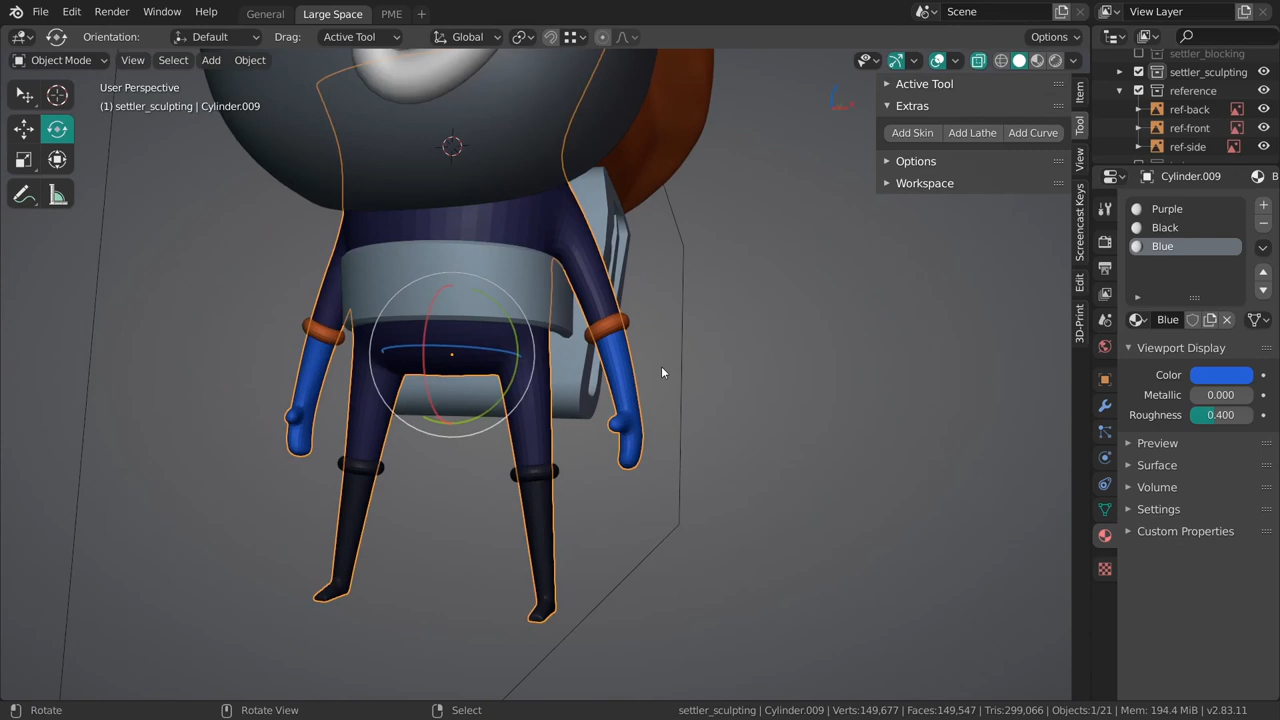 File Edit Render Window Help General Large Space PME + Scene View Layer
Orientation: Default Drag: Active Tool Global Options
Object Mode View Select Add Object
User Perspective
(1) settler_sculpting | Cylinder.009
Active Tool
Extras
Add Skin Add Lathe Add Curve
Options
Workspace
Item
Tool
View
Screencast Keys
Edit
3D-Print
settler_blocking
settler_sculpting
reference
ref-back
ref-front
ref-side
Cylinder.009 B
Purple
Black
Blue
Blue
Viewport Display
Color
Metallic 0.000
Roughness 0.400
Preview
Surface
Volume
Settings
Custom Properties
Rotate Rotate View Select settler_sculpting | Cylinder.009 | Verts:149,677 | Faces:149,547 | Tris:299,066 | Objects:1/21 | Mem: 194.4 MiB | v2.83.11